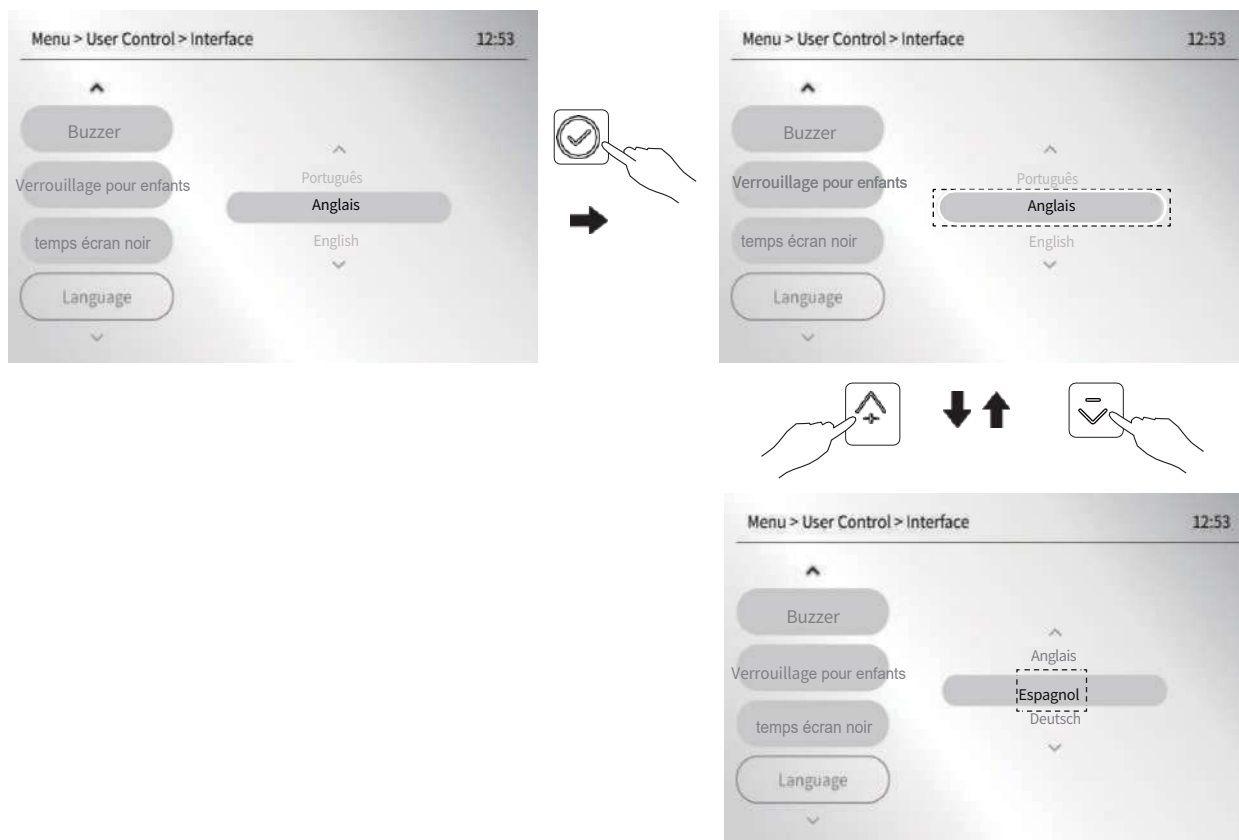 Menu > User Control > Interface 12:53
Buzzer
Verrouillage pour enfants
temps écran noir
Language
Português
Anglais
English
Menu > User Control > Interface 12:53
Buzzer
Verrouillage pour enfants
temps écran noir
Language
Português
Anglais
English
Menu > User Control > Interface 12:53
Buzzer
Verrouillage pour enfants
temps écran noir
Language
Anglais
Espagnol
Deutsch